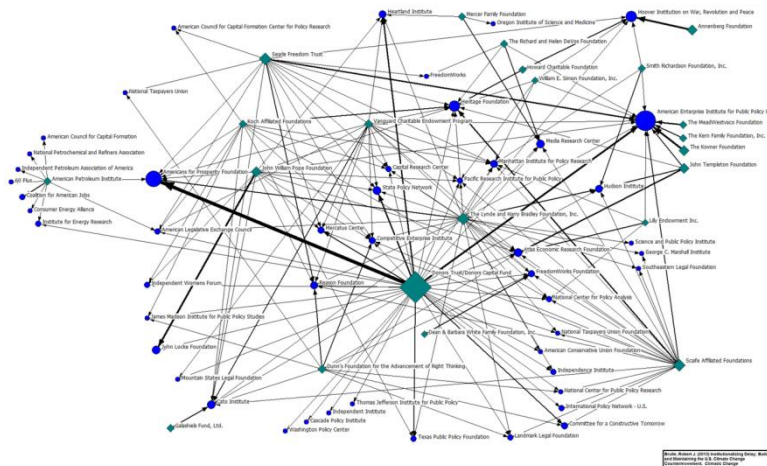 Mercer Family Foundation
Heartland Institute
Hoover Institution on War, Revolution and Peace
American Council for Capital Formation Center for Policy Research
Oregon Institute of Science and Medicine
Annenberg Foundation
The Richard and Helen DeVos Foundation
Searle Freedom Trust
Howard Charitable Foundation
Smith Richardson Foundation, Inc.
FreedomWorks
William E. Simon Foundation, Inc.
National Taxpayers Union
Heritage Foundation
American Enterprise Institute for Public Policy
Koch Affiliated Foundations
Vanguard Charitable Endowment Program
The MeadWestvaco Foundation
American Council for Capital Formation
The Kern Family Foundation, Inc.
Media Research Center
The Kovner Foundation
National Petrochemical and Refiners Association
Manhattan Institute for Policy Research
Independent Petroleum Association of America
Capital Research Center
John Templeton Foundation
John William Pope Foundation
60 Plus
American Petroleum Institute
Americans for Prosperity Foundation
Pacific Research Institute for Public Policy
Coalition for American Jobs
State Policy Network
Hudson Institute
Consumer Energy Alliance
The Lynde and Harry Bradley Foundation, Inc.
Institute for Energy Research
Lilly Endowment Inc.
American Legislative Exchange Council
Mercatus Center
Competitive Enterprise Institute
Science and Public Policy Institute
Atlas Economic Research Foundation
George C. Marshall Institute
Southeastern Legal Foundation
Donors Trust/Donors Capital Fund
FreedomWorks Foundation
Independent Womens Forum
Reason Foundation
National Center for Policy Analysis
James Madison Institute for Public Policy Studies
Dean & Barbara White Family Foundation, Inc.
National Taxpayers Union Foundation
John Locke Foundation
American Conservative Union Foundation
Scaife Affiliated Foundations
Dunn's Foundation for the Advancement of Right Thinking
Independence Institute
Mountain States Legal Foundation
National Center for Public Policy Research
Cato Institute
Thomas Jefferson Institute for Public Policy
International Policy Network - U.S.
Independent Institute
Cascade Policy Institute
Committee for a Constructive Tomorrow
Gelashieb Fund, Ltd.
Washington Policy Center
Texas Public Policy Foundation
Landmark Legal Foundation
Brulle, Robert J. (2013) Institutionalizing Delay:
and Maintaining the U.S. Climate Change
Countermovement, Climatic Change